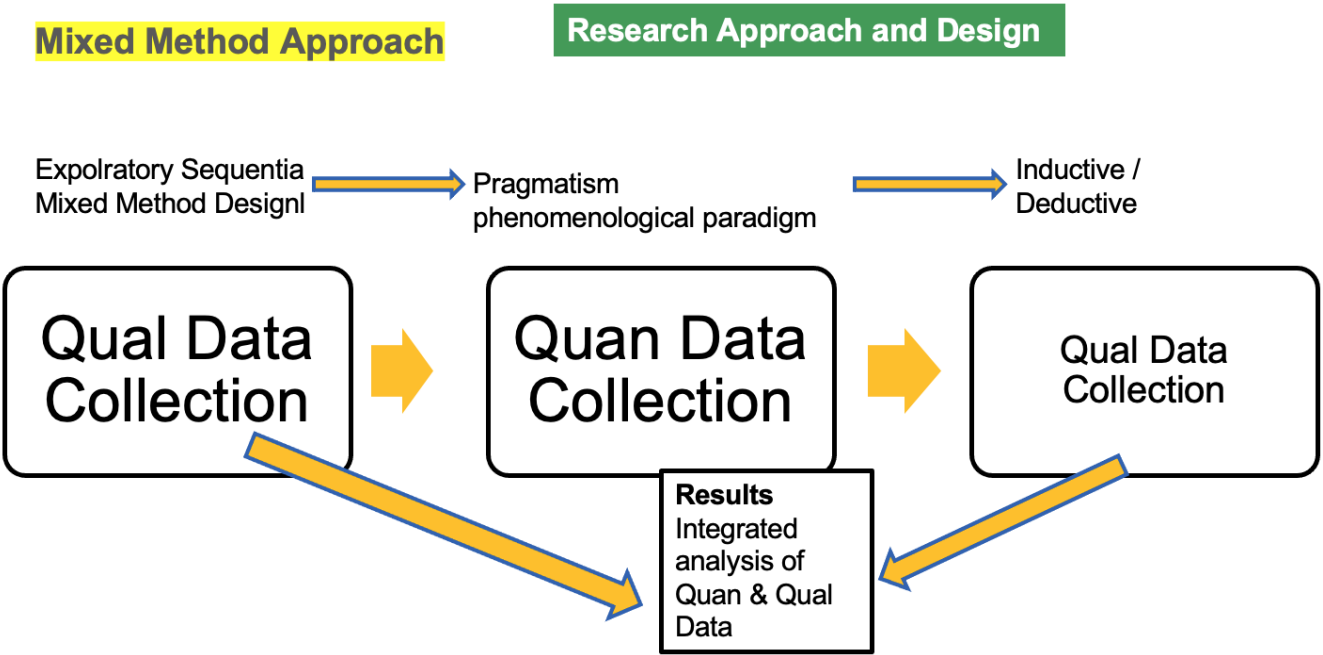 Mixed Method Approach
Research Approach and Design
Expolratory Sequentia
Mixed Method Designl
Pragmatism
phenomenological paradigm
Inductive /
Deductive
Qual Data
Collection
Quan Data
Collection
Qual Data
Collection
Results
Integrated
analysis of
Quan & Qual
Data